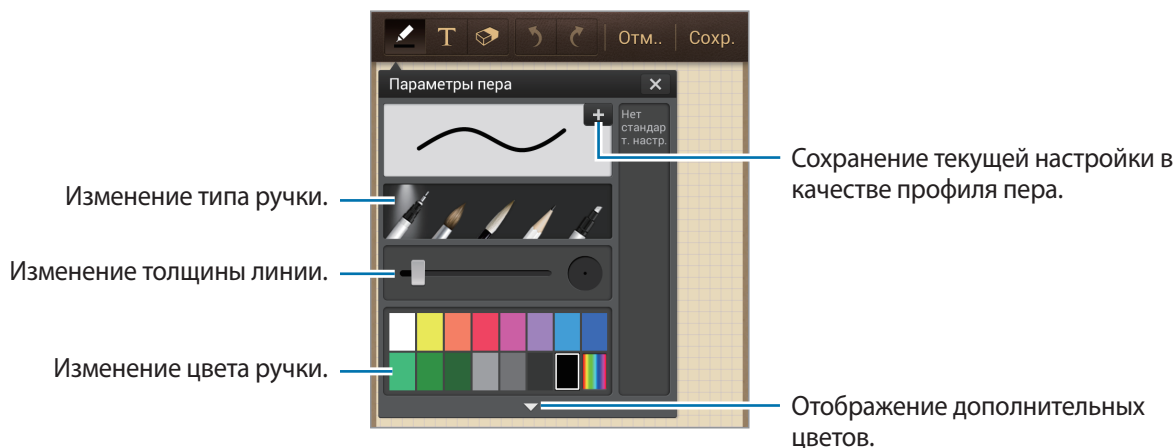 T
Отм..
Сохр.
Параметры пера
Нет
стандар
т. настр.
Сохранение текущей настройки в
качестве профиля пера.
Изменение типа ручки.
Изменение толщины линии.
Изменение цвета ручки.
Отображение дополнительных
цветов.